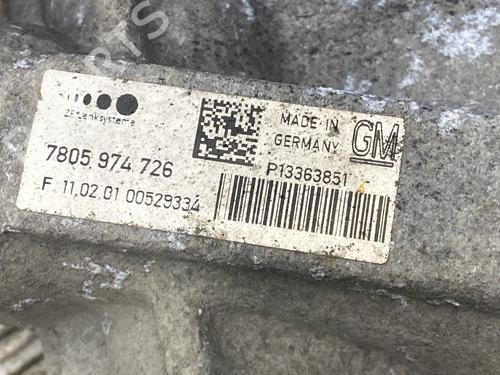 ZF Lenksysteme
7805 974 726
F 11.02.01 00529334
MADE IN
GERMANY
GM
P13363851